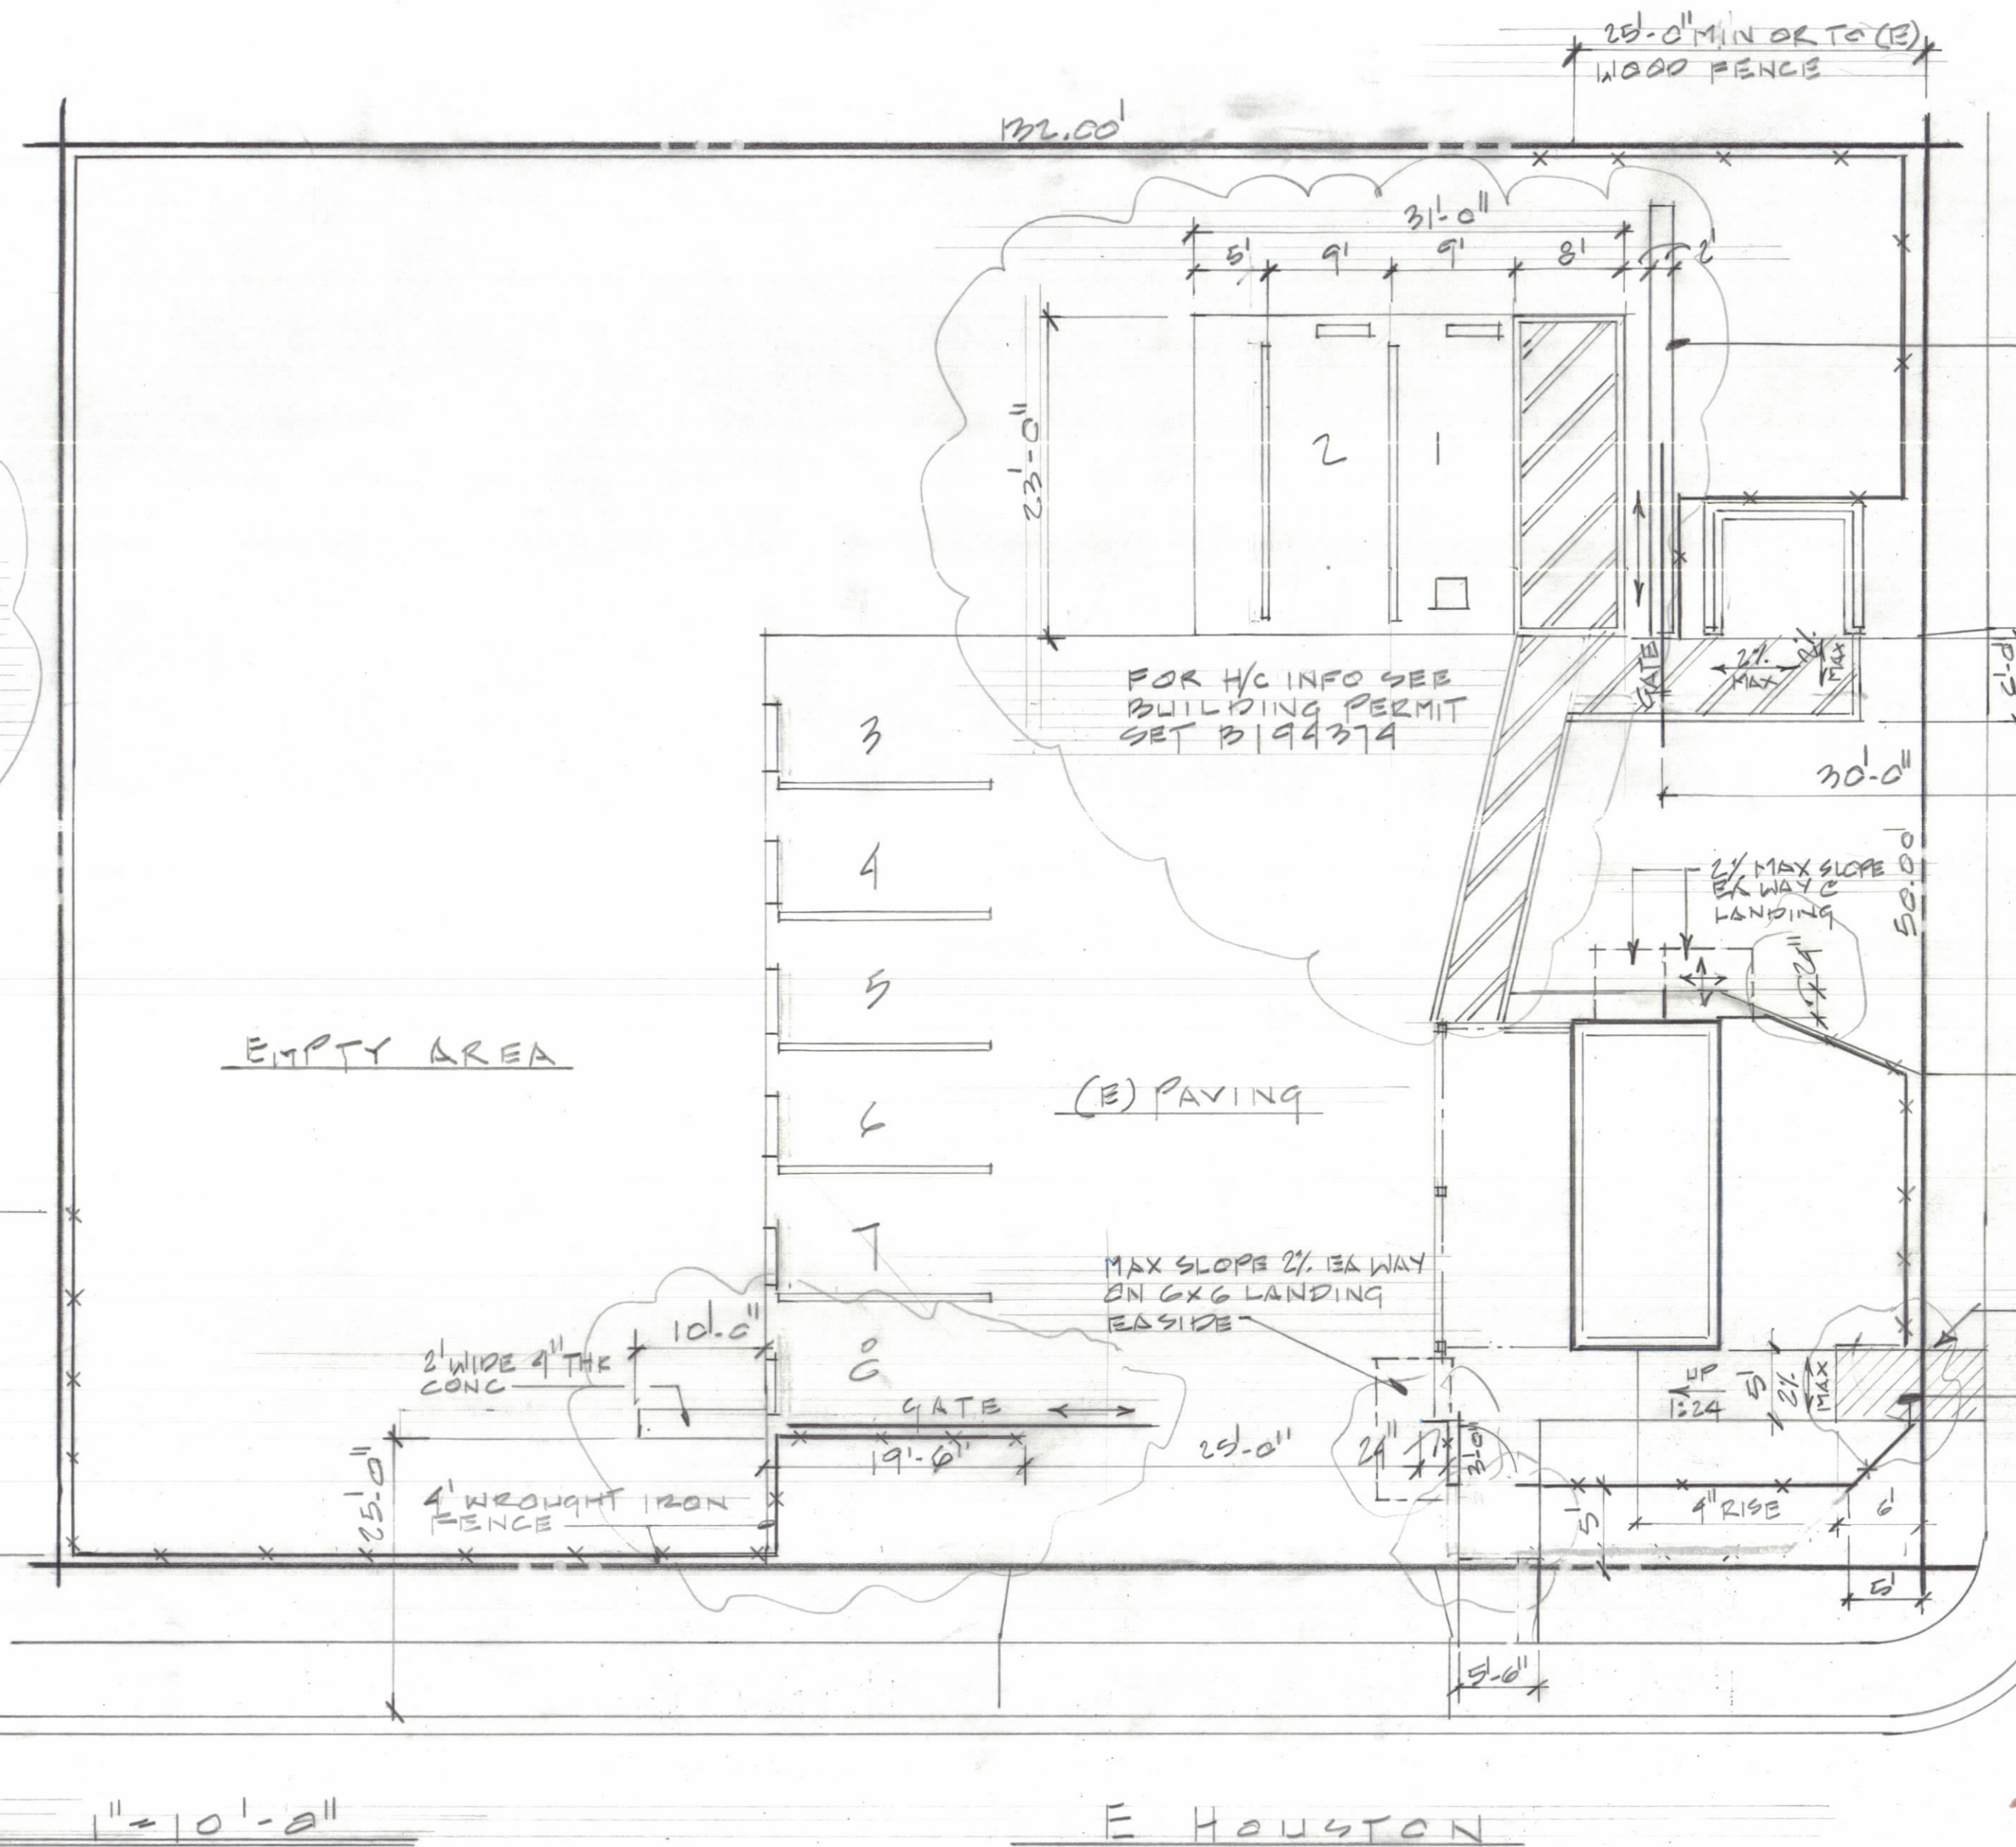 25'-0" MIN OR TO (E)
WOOD FENCE
132.00'
31'-0"
5' 9' 9' 8' 2'
23'-0"
2 1
GATE
2%
MAX
2%
MAX
FOR H/C INFO SEE
BUILDING PERMIT
SET B194374
30'-0"
50.00'
3
4
5
6
7
8
2% MAX SLOPE
EA WAY @
LANDING
24"
EMPTY AREA
(E) PAVING
MAX SLOPE 2% EA WAY
ON 6x6 LANDING
EA SIDE
10'-0"
2' WIDE 4" THK
CONC
GATE
19'-6"
25'-0"
24"
3'-0"
UP
1:24
5'
2%
MAX
25'-0"
4' WROUGHT IRON
FENCE
5'
4" RISE
6'
5'
5'-6"
1" = 10'-0"
E HOUSTON